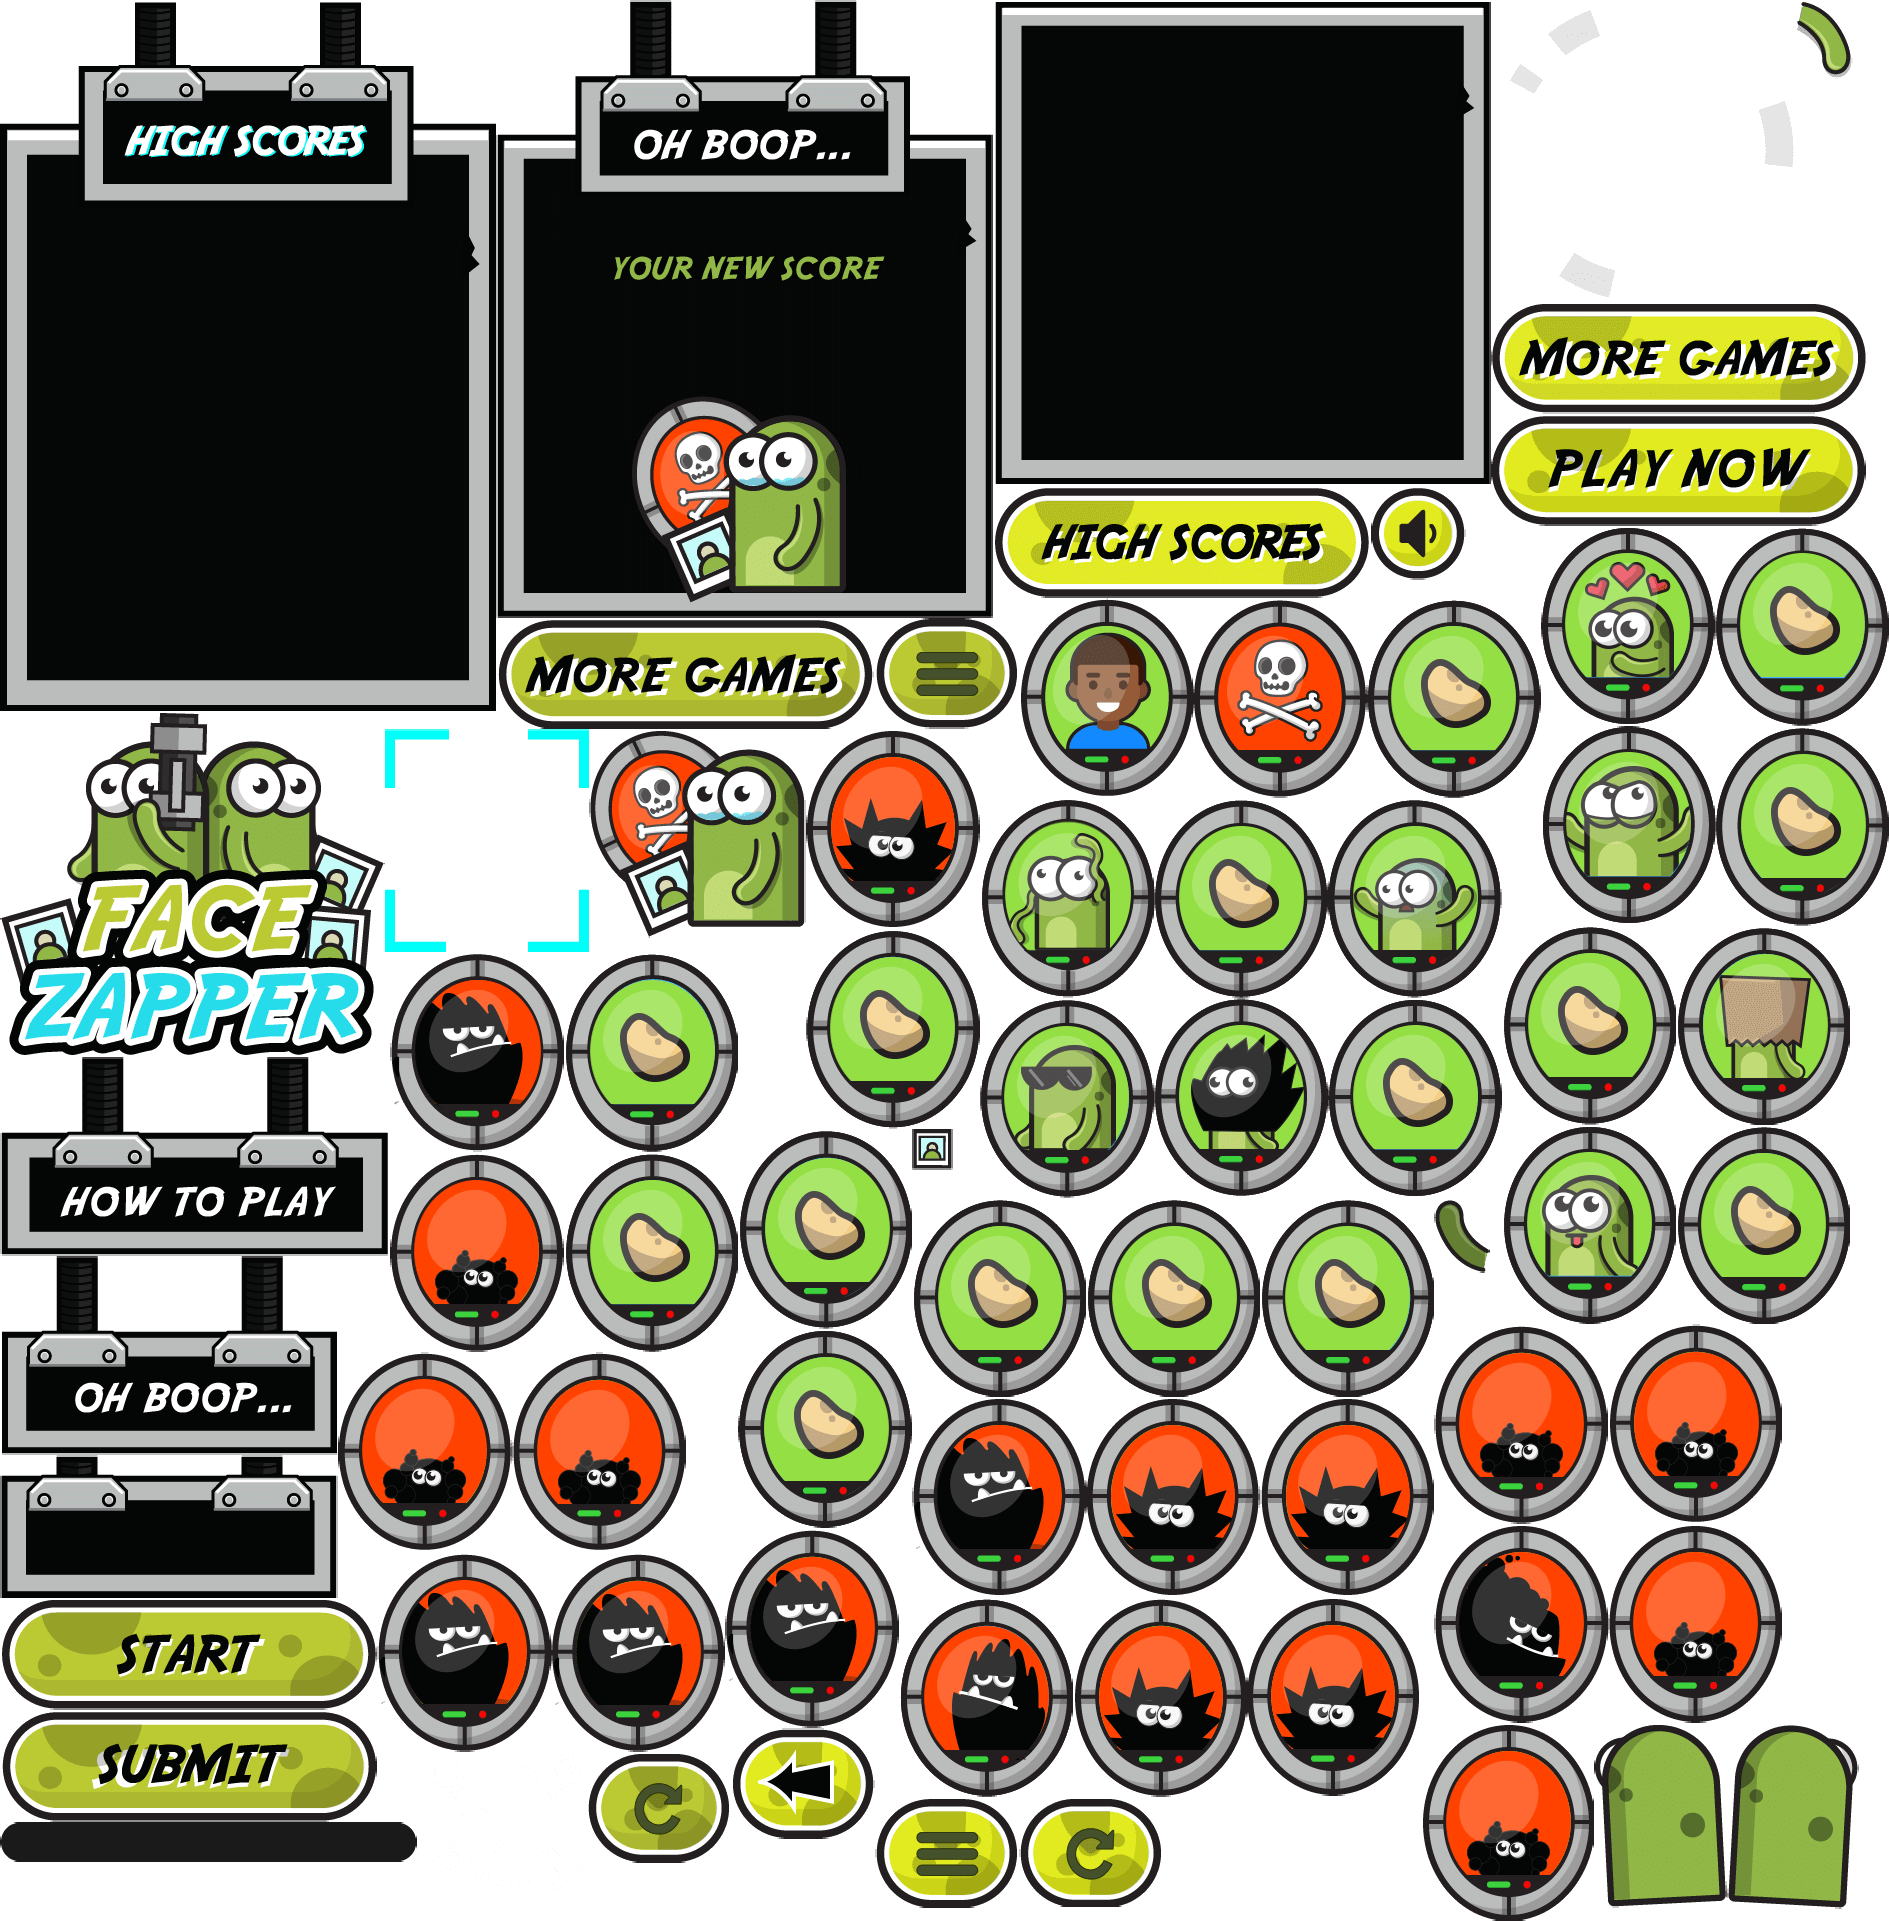 HIGH SCORES
OH BOOP...
YOUR NEW SCORE
MORE GAMES
PLAY NOW
HIGH SCORES
MORE GAMES
FACE
ZAPPER
HOW TO PLAY
OH BOOP...
START
SUBMIT